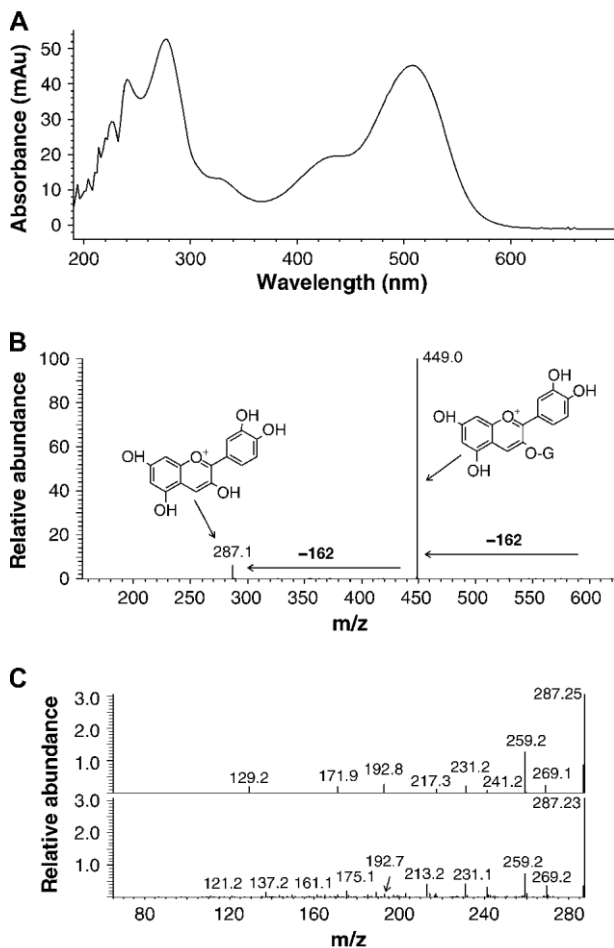 A
Absorbance (mAu)
50
40
30
20
10
0
200
300
400
500
600
Wavelength (nm)
B
Relative abundance
100
80
60
40
20
0
449.0
OH
OH
HO
O+
OH
OH
OH
OH
HO
O+
O-G
OH
287.1
–162
–162
200
250
300
350
400
450
500
550
600
m/z
C
Relative abundance
3.0
2.0
1.0
287.25
259.2
129.2
171.9
192.8
217.3
231.2
241.2
269.1
Relative abundance
3.0
2.0
1.0
287.23
121.2
137.2
161.1
175.1
192.7
213.2
231.1
259.2
269.2
80
120
160
200
240
280
m/z